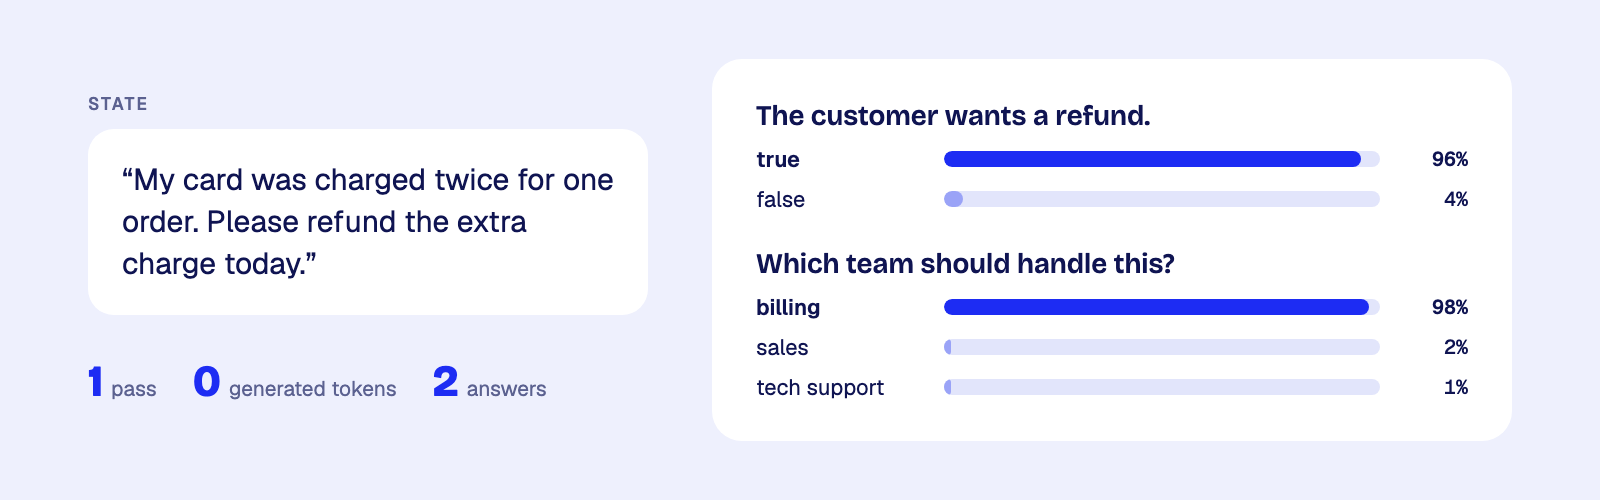 STATE
“My card was charged twice for one
order. Please refund the extra
charge today.”
1 pass 0 generated tokens 2 answers
The customer wants a refund.
true 96%
false 4%
Which team should handle this?
billing 98%
sales 2%
tech support 1%